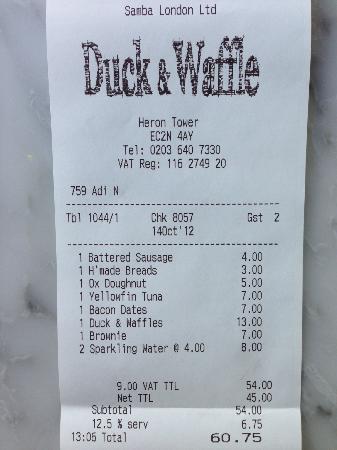 Samba London Ltd
Duck & Waffle
Heron Tower
EC2N 4AY
Tel: 0203 640 7330
VAT Reg: 116 2749 20
759 Adi N
Tbl 1044/1 Chk 8057 Gst 2
14Oct'12
1 Battered Sausage 4.00
1 H'made Breads 3.00
1 Ox Doughnut 5.00
1 Yellowfin Tuna 7.00
1 Bacon Dates 7.00
1 Duck & Waffles 13.00
1 Brownie 7.00
2 Sparkling Water @ 4.00 8.00
9.00 VAT TTL 54.00
Net TTL 45.00
Subtotal 54.00
12.5 % serv 6.75
13:06 Total 60.75